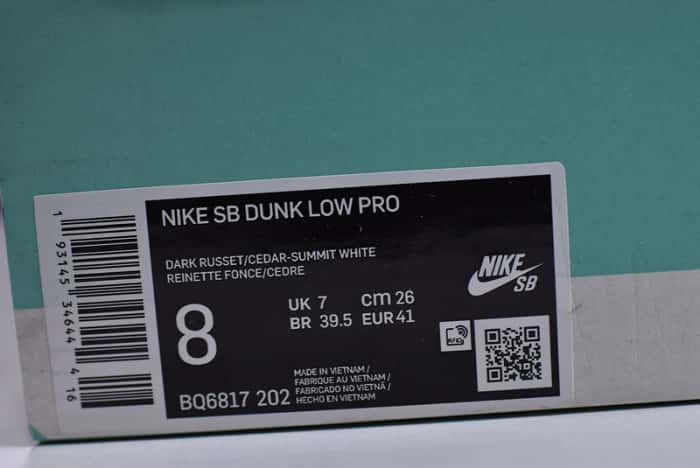 NIKE SB DUNK LOW PRO
DARK RUSSET/CEDAR-SUMMIT WHITE
REINETTE FONCE/CEDRE
8
UK 7 cm 26
BR 39.5 EUR 41
NIKE
SB
RFID
MADE IN VIETNAM /
FABRIQUE AU VIETNAM /
FABRICADO NO VIETNÃ /
HECHO EN VIETNAM
BQ6817 202
1 93145 34644 4 16